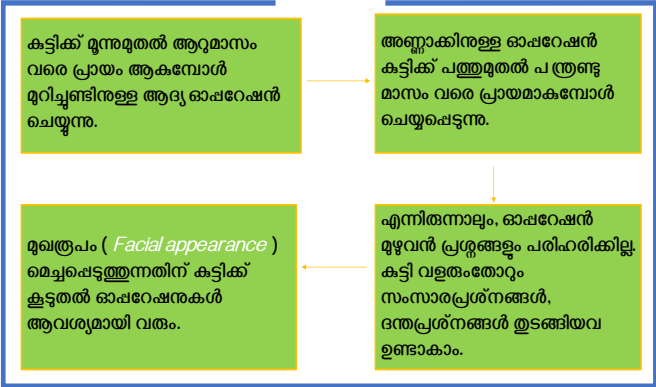 കുട്ടിക്ക് മൂന്നുമുതൽ ആറുമാസം
വരെ പ്രായം ആകുമ്പോൾ
മുറിച്ചുണ്ടിനുള്ള ആദ്യ ഓപ്പറേഷൻ
ചെയ്യുന്നു.
അണ്ണാക്കിനുള്ള ഓപ്പറേഷൻ
കുട്ടിക്ക് പത്തുമുതൽ പന്ത്രണ്ടു
മാസം വരെ പ്രായമാകുമ്പോൾ
ചെയ്യപ്പെടുന്നു.
എന്നിരുന്നാലും, ഓപ്പറേഷൻ
മുഴുവൻ പ്രശ്നങ്ങളും പരിഹരിക്കില്ല.
കുട്ടി വളരുംതോറും
സംസാരപ്രശ്‌നങ്ങൾ,
ദന്തപ്രശ്‌നങ്ങൾ തുടങ്ങിയവ
ഉണ്ടാകാം.
മുഖരൂപം ( Facial appearance )
മെച്ചപ്പെടുത്തുന്നതിന് കുട്ടിക്ക്
കൂടുതൽ ഓപ്പറേഷനുകൾ
ആവശ്യമായി വരും.